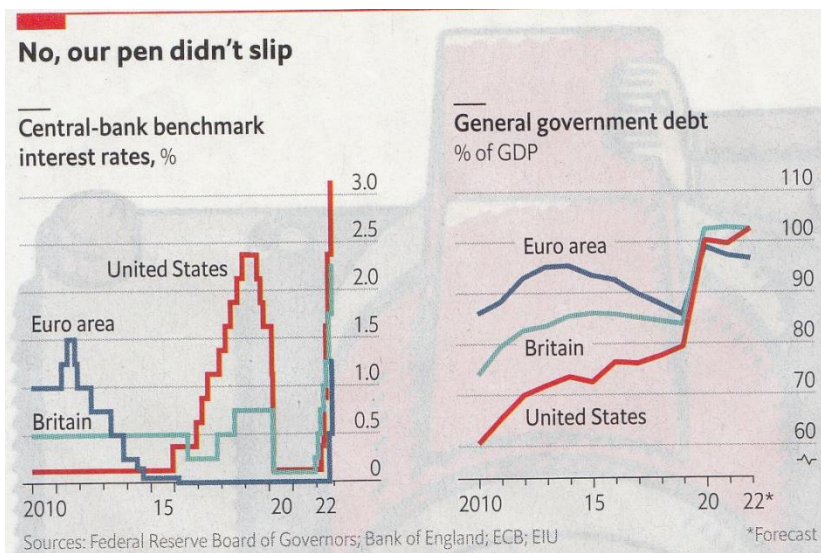 No, our pen didn't slip
Central-bank benchmark
interest rates, %
3.0
2.5
2.0
1.5
1.0
0.5
0
United States
Euro area
Britain
2010
15
20
22
General government debt
% of GDP
110
100
90
80
70
60
Euro area
Britain
United States
2010
15
20
22*
Sources: Federal Reserve Board of Governors; Bank of England; ECB; EIU
*Forecast